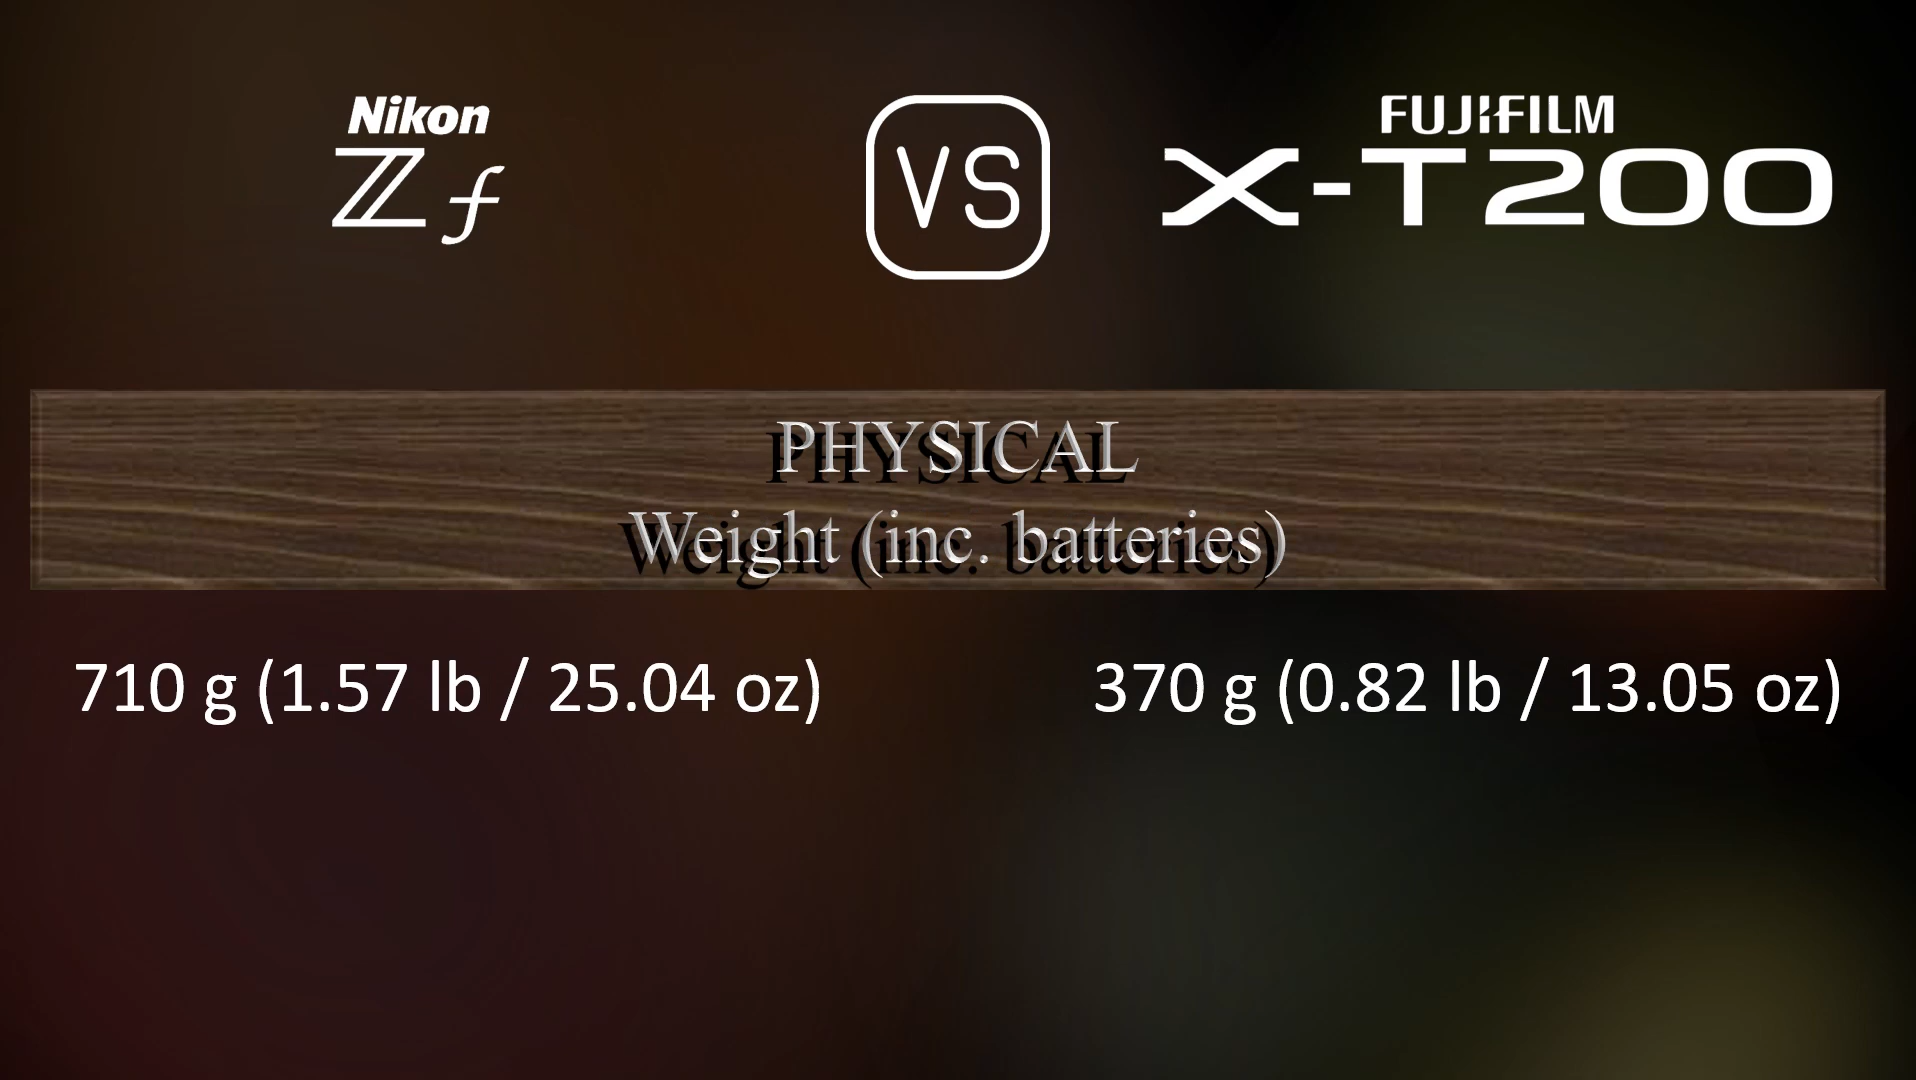 Nikon
Z f
VS
FUJIFILM
X-T200
PHYSICAL
Weight (inc. batteries)
710 g (1.57 lb / 25.04 oz)
370 g (0.82 lb / 13.05 oz)